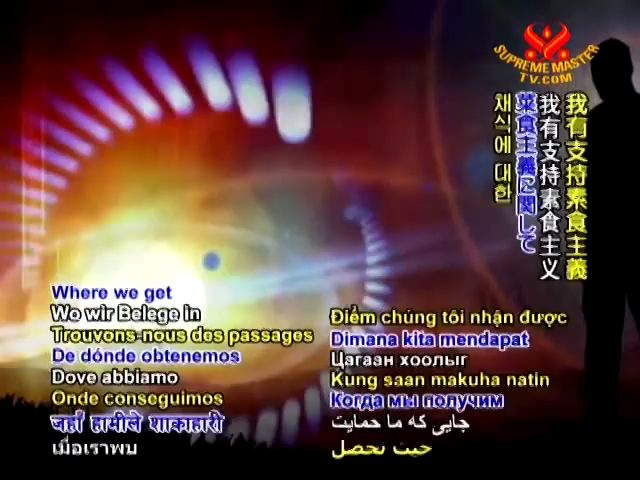 SUPREME MASTER
TV.COM
我有支持素食主義
我有支持素食主义
菜食主義に関して
채식에 대한
Where we get
Wo wir Belege in
Trouvons-nous des passages
De dónde obtenemos
Dove abbiamo
Onde conseguimos
जहाँ हामीले शाकाहारी
เมื่อเราพบ
Điểm chúng tôi nhận được
Dimana kita mendapat
Цагаан хоолыг
Kung saan makuha natin
Когда мы получим
جایی که ما حمایت
حيث نحصل